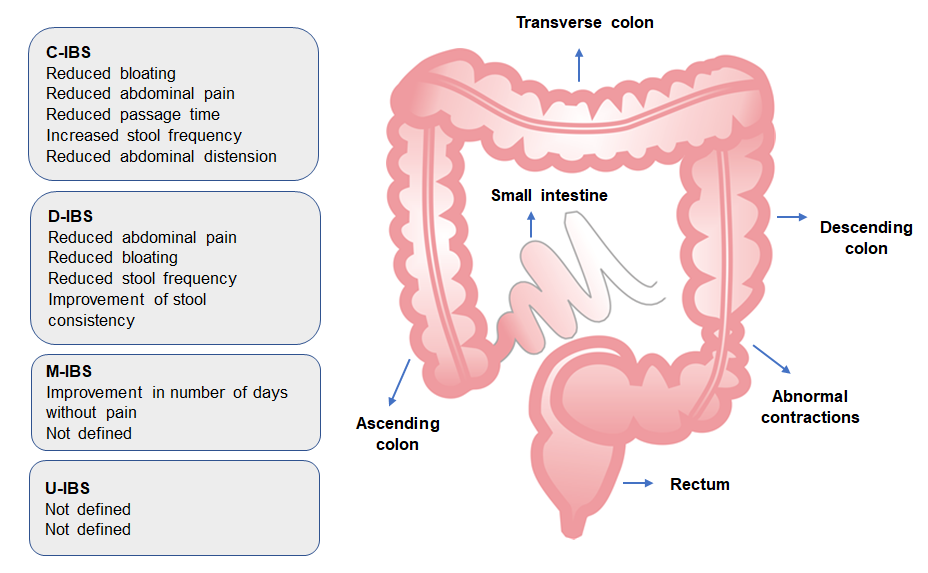 C-IBS
Reduced bloating
Reduced abdominal pain
Reduced passage time
Increased stool frequency
Reduced abdominal distension
D-IBS
Reduced abdominal pain
Reduced bloating
Reduced stool frequency
Improvement of stool
consistency
M-IBS
Improvement in number of days
without pain
Not defined
U-IBS
Not defined
Not defined
Transverse colon
Small intestine
Descending
colon
Abnormal
contractions
Ascending
colon
Rectum